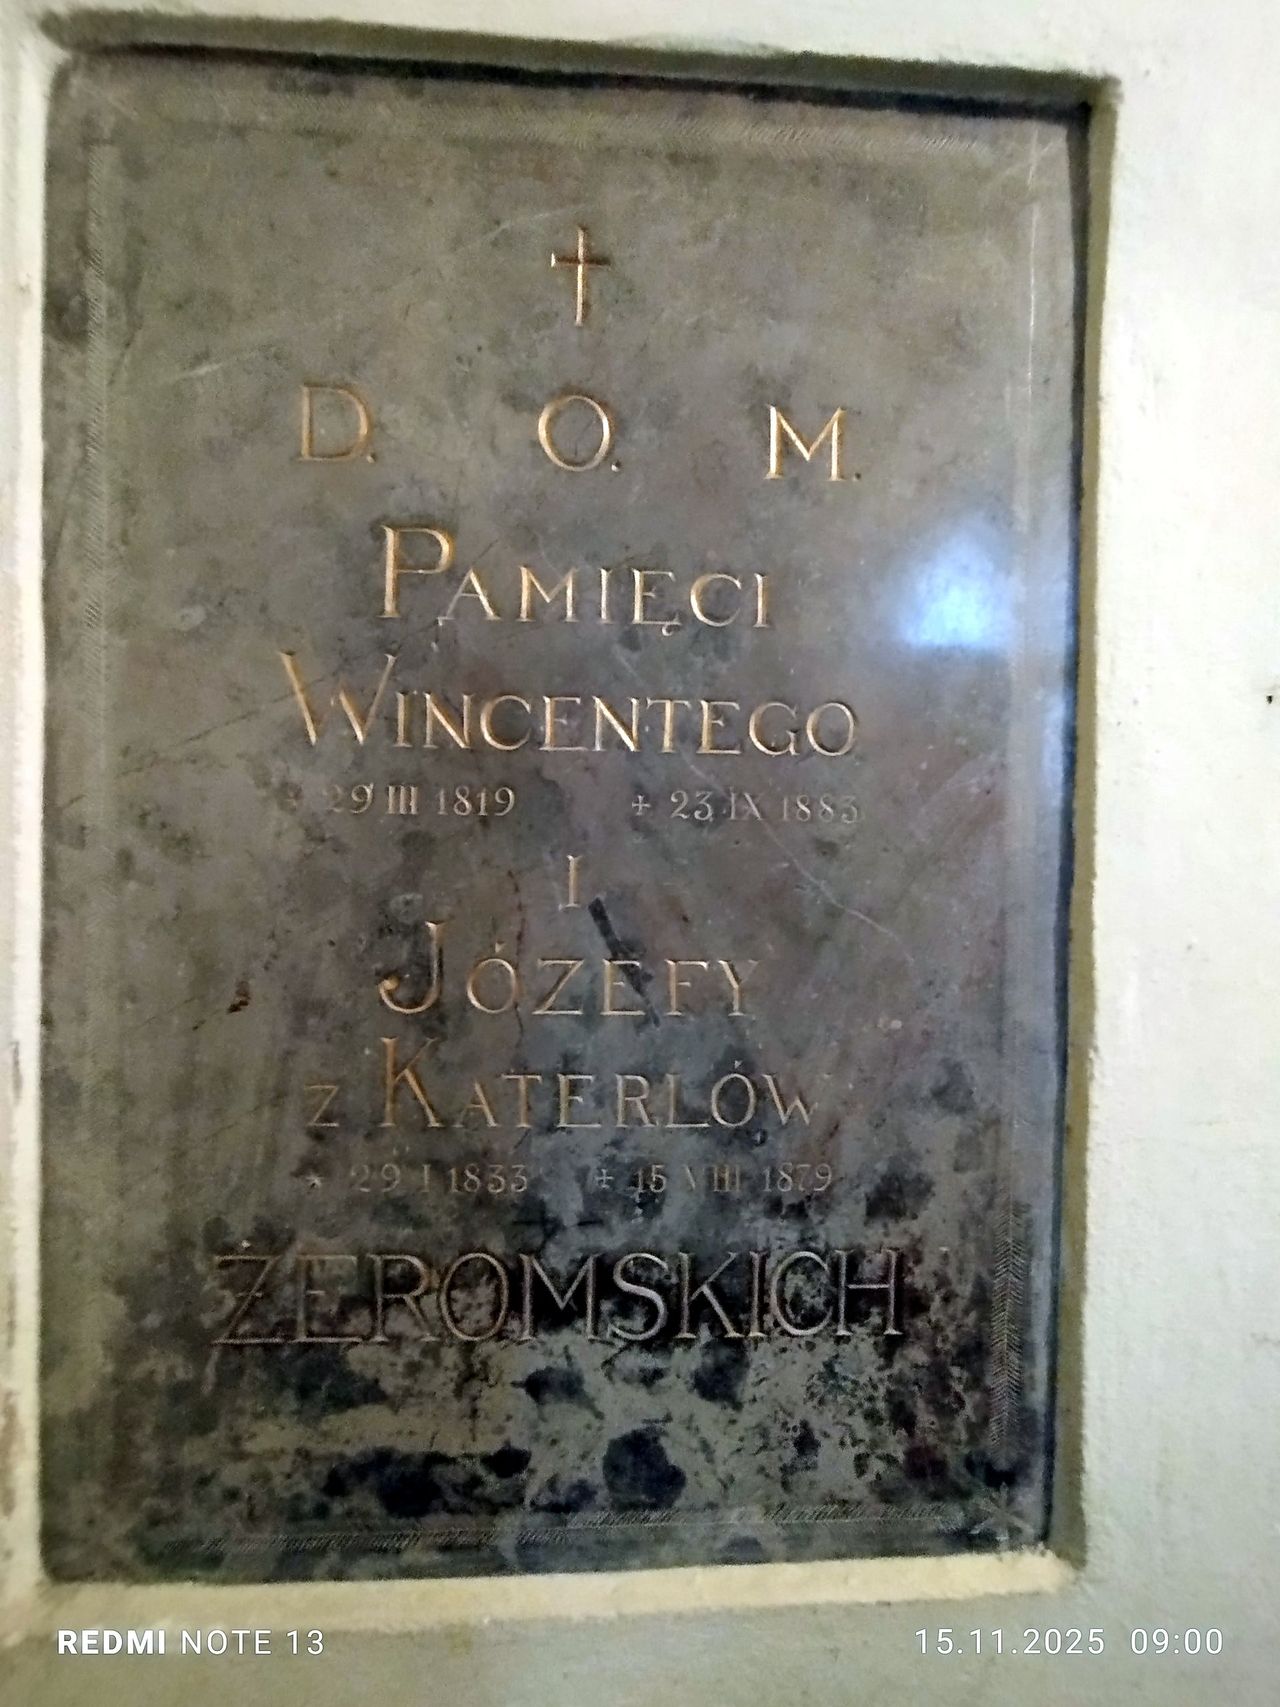 D. O. M.
PAMIĘCI
WINCENTEGO
* 29 III 1819 + 23 IX 1883
I
JÓZEFY
z KATERLÓW
* 29 I 1833 + 15 VIII 1879
ŻEROMSKICH
REDMI NOTE 13
15.11.2025 09:00